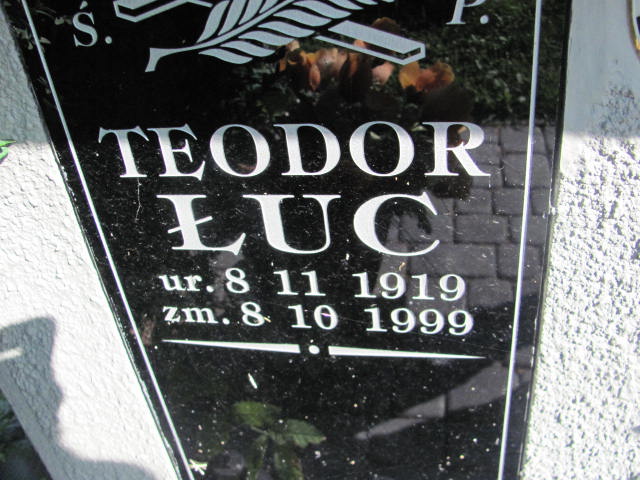 Ś. P.
TEODOR
ŁUC
ur. 8 11 1919
zm. 8 10 1999